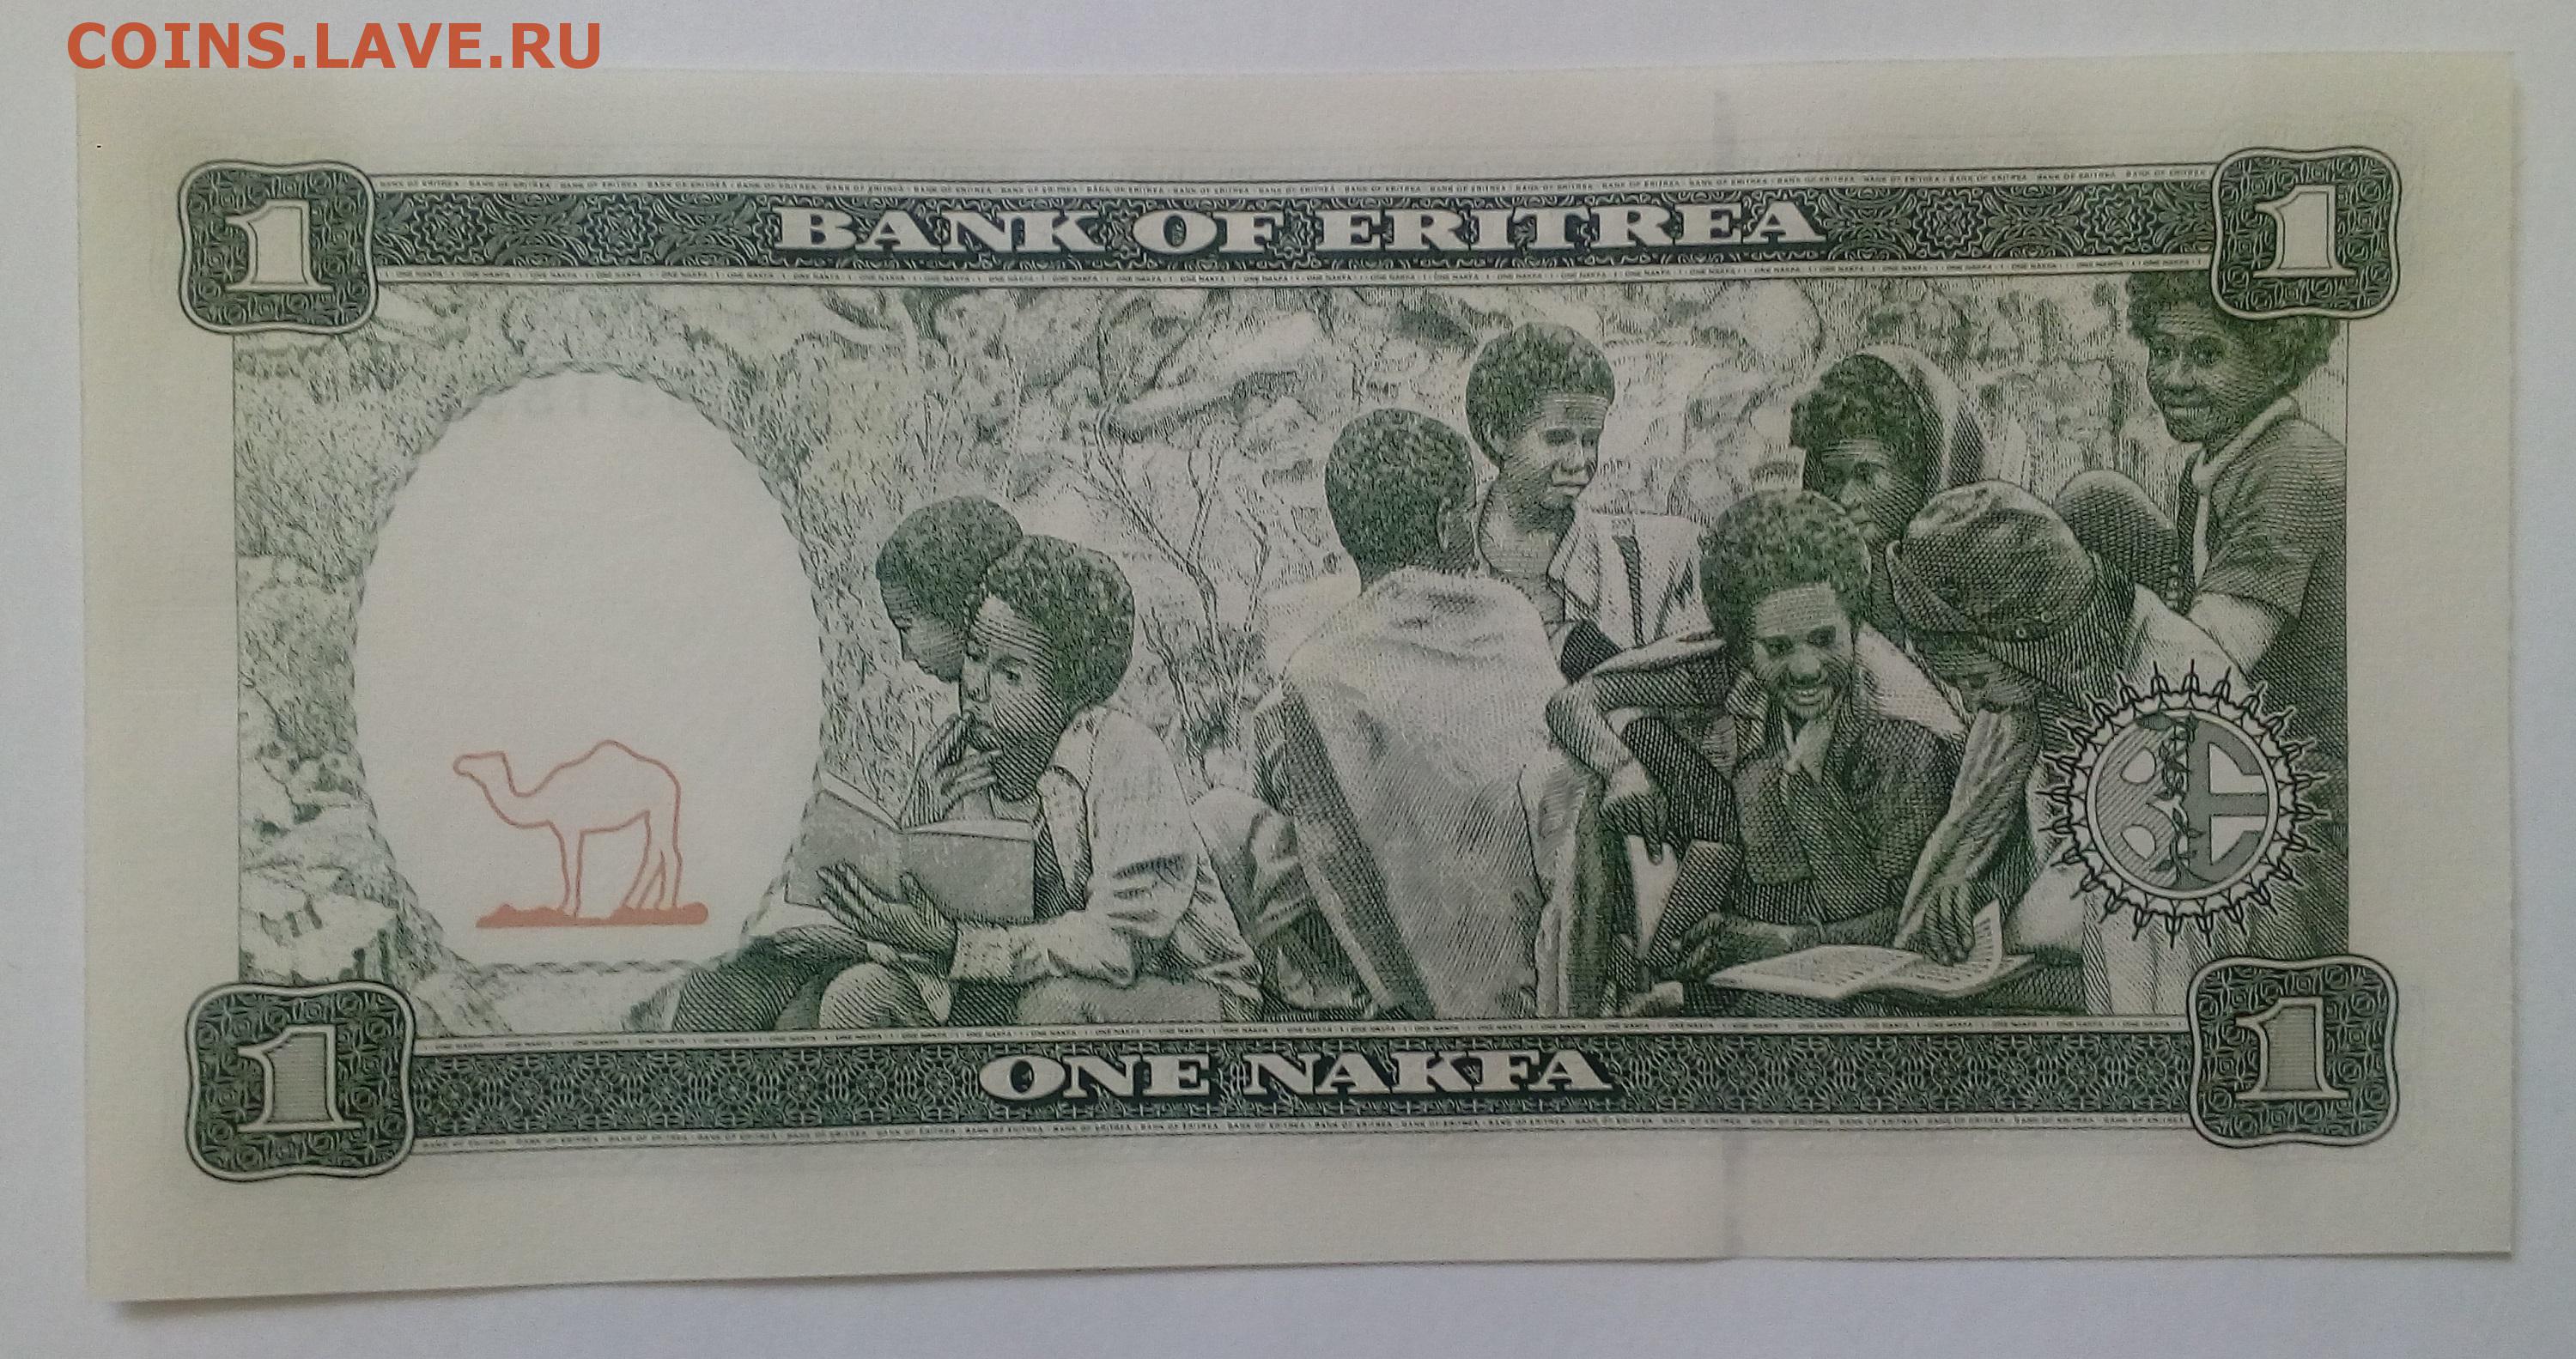 COINS.LAVE.RU
1 BANK OF ERITREA 1
1 ONE NAKFA 1